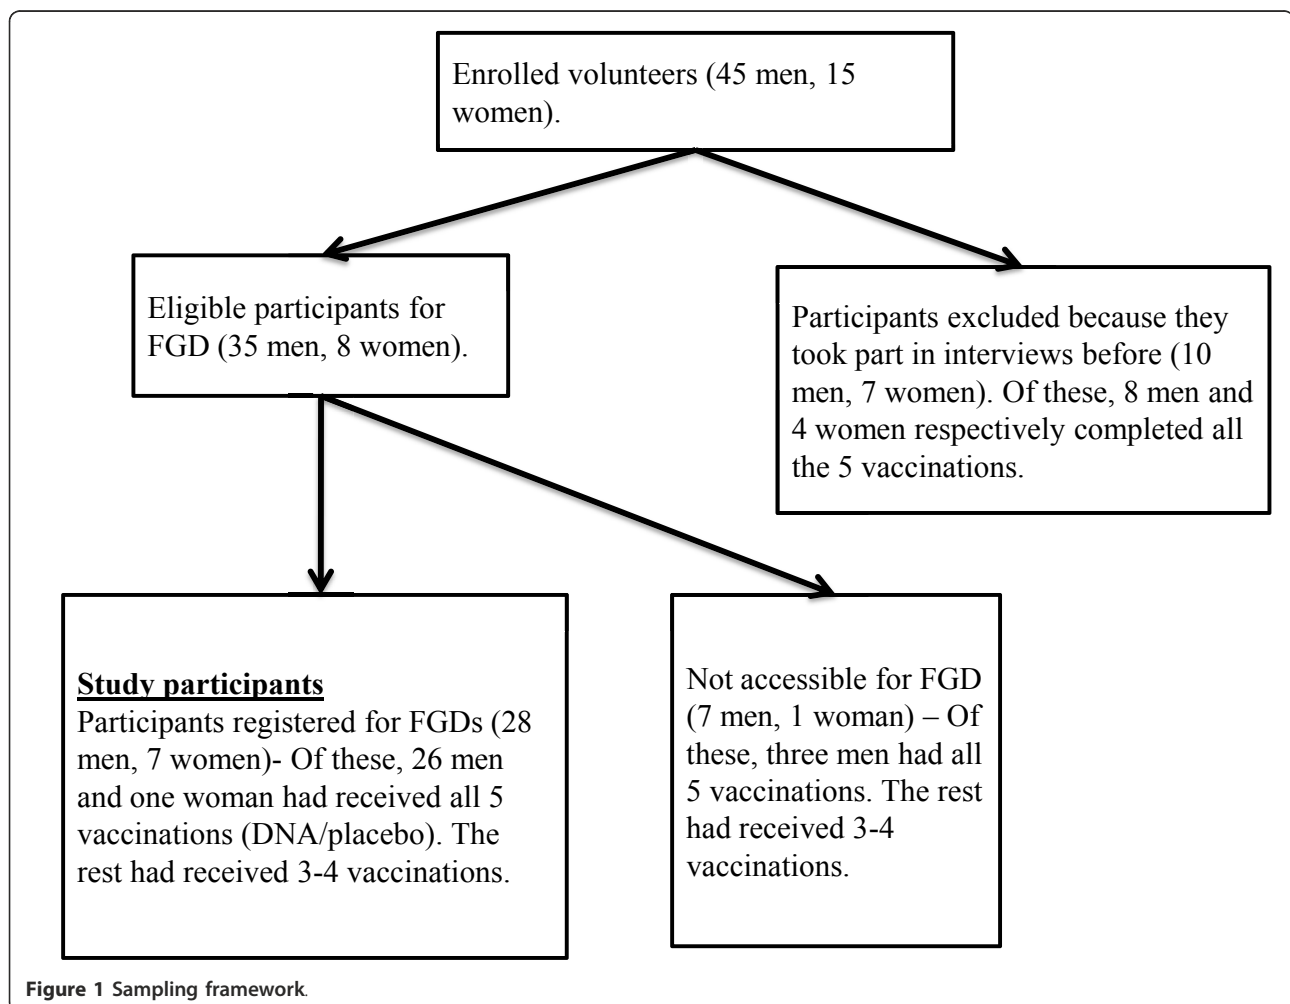 Enrolled volunteers (45 men, 15
women).
Eligible participants for
FGD (35 men, 8 women).
Participants excluded because they
took part in interviews before (10
men, 7 women). Of these, 8 men and
4 women respectively completed all
the 5 vaccinations.
Study participants
Participants registered for FGDs (28
men, 7 women)- Of these, 26 men
and one woman had received all 5
vaccinations (DNA/placebo). The
rest had received 3-4 vaccinations.
Not accessible for FGD
(7 men, 1 woman) – Of
these, three men had all
5 vaccinations. The rest
had received 3-4
vaccinations.
Figure 1 Sampling framework.